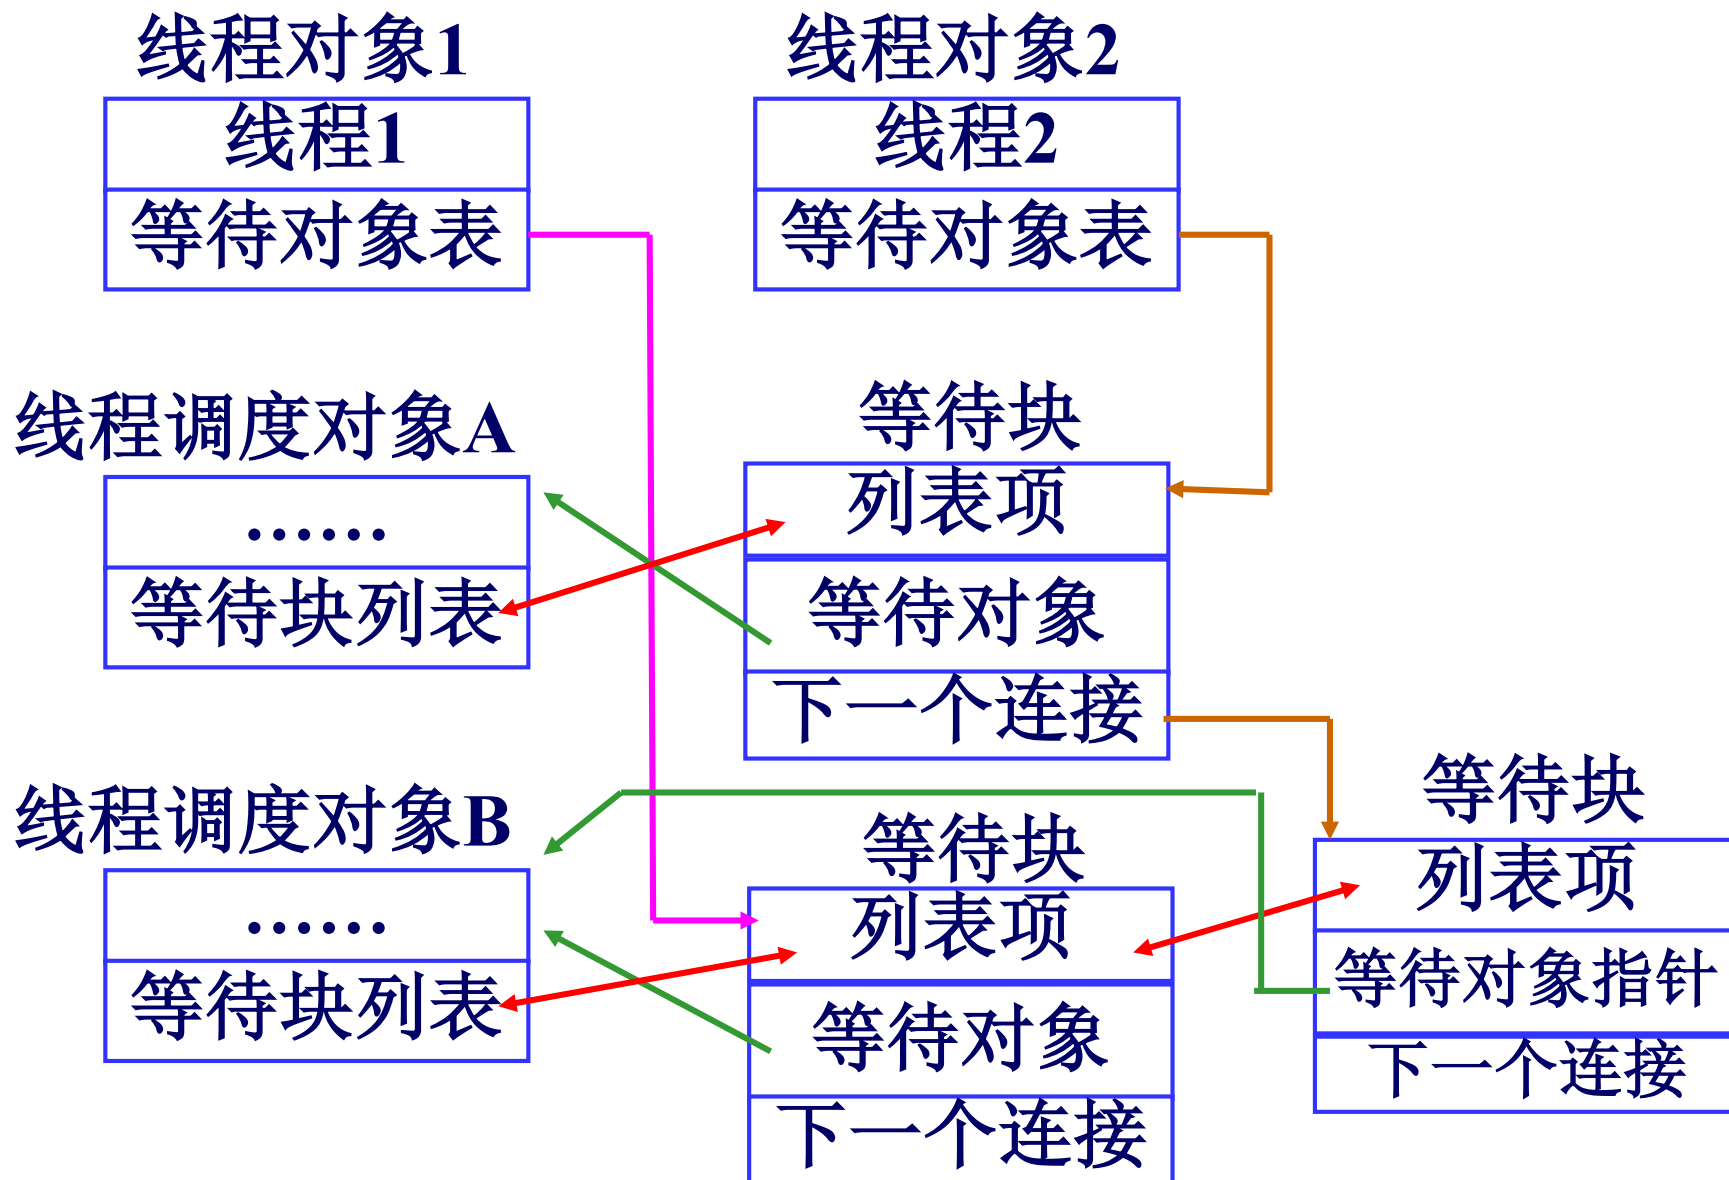 线程对象1
线程1
等待对象表
线程对象2
线程2
等待对象表
线程调度对象A
......
等待块列表
等待块
列表项
等待对象
下一个连接
线程调度对象B
......
等待块列表
等待块
列表项
等待对象
下一个连接
等待块
列表项
等待对象指针
下一个连接